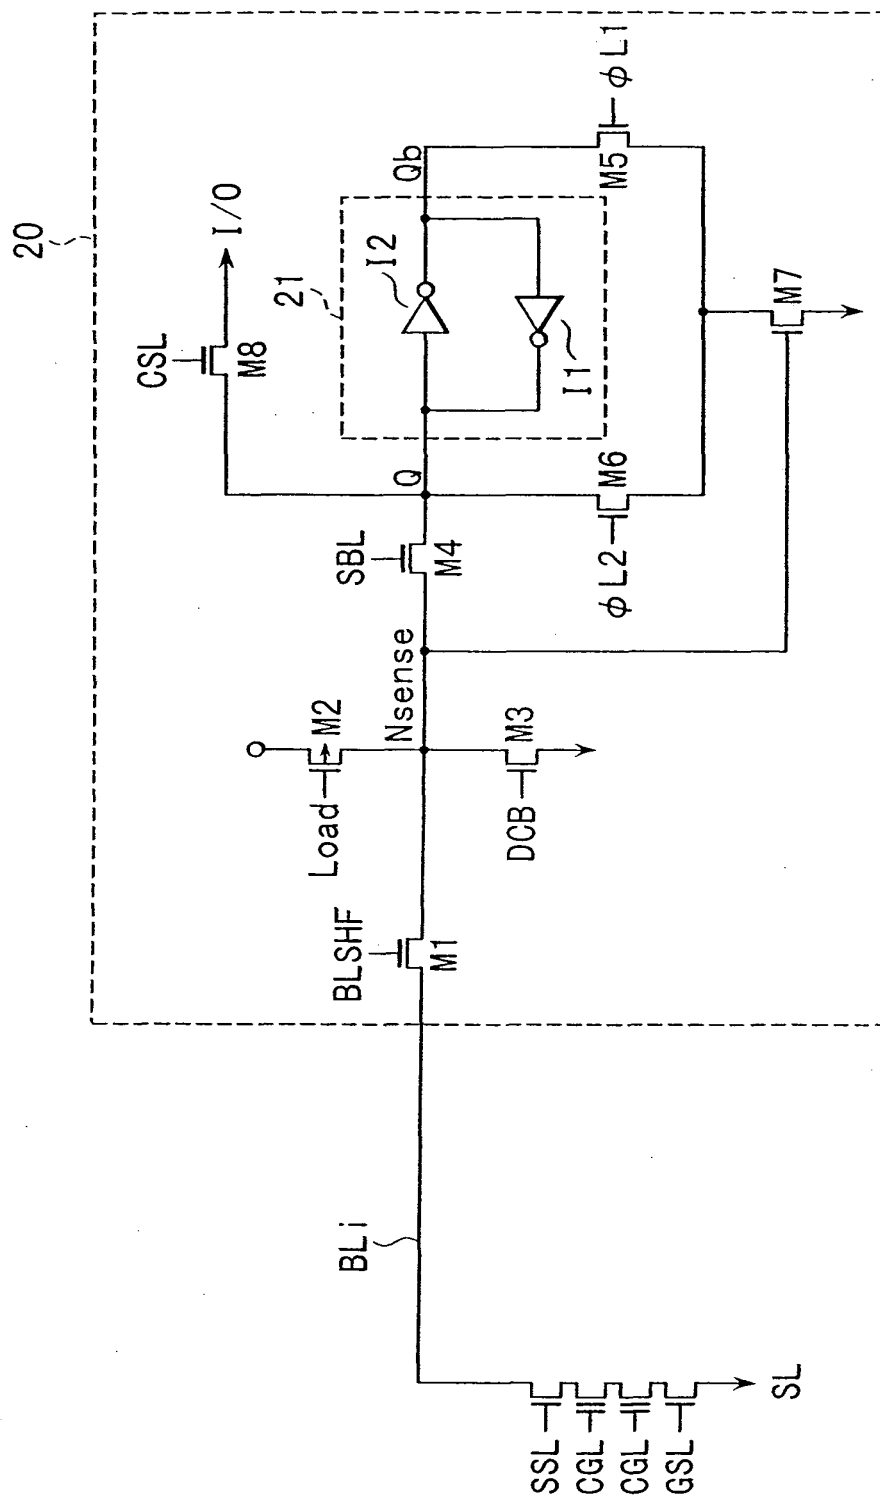 20
CSL
M8
I/O
21
I2
I1
Q
Qb
SBL
M4
φL2
M6
M5
φL1
M7
Nsense
Load
M2
DCB
M3
BLSHF
M1
BLi
SSL
CGL
CGL
GSL
SL